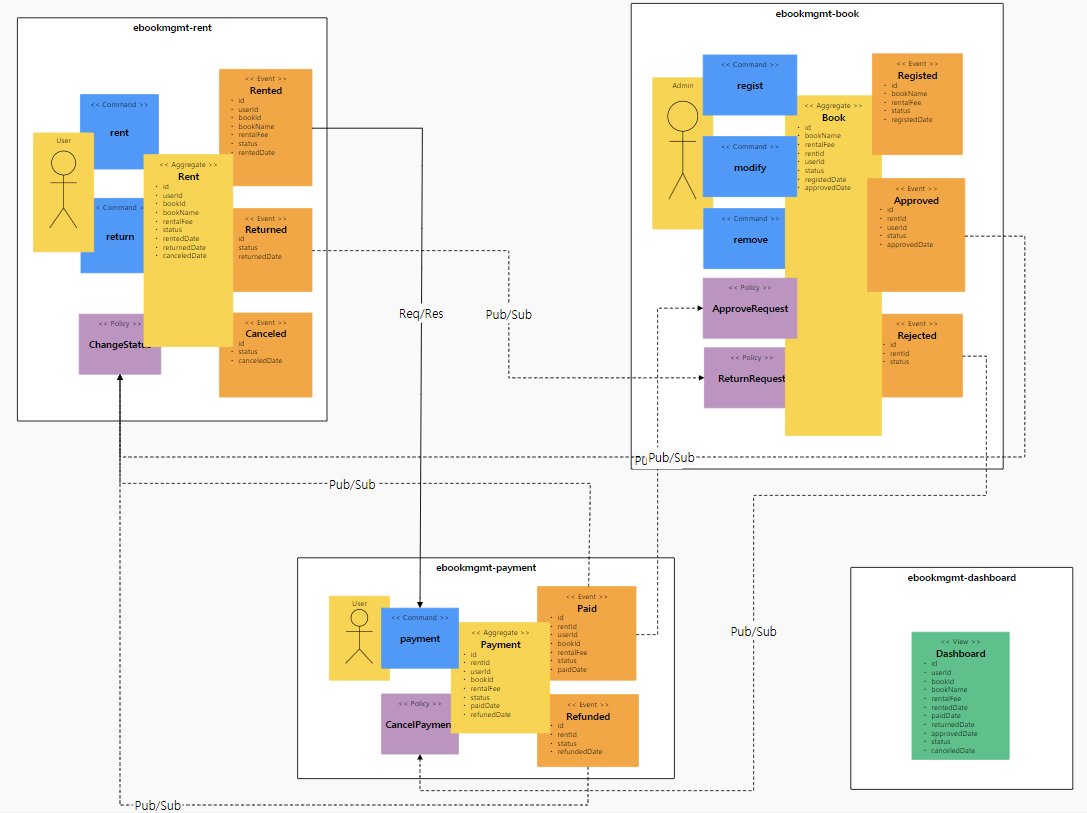 ebookmgmt-rent
<< Command >>
rent
User
<< Command >
return
<< Policy >>
ChangeStatu
<< Aggregate >>
Rent
· id
· userId
· bookId
· bookName
· rentalFee
· status
· rentedDate
· returnedDate
· canceledDate
<< Event >>
Rented
· id
· userId
· bookId
· bookName
· rentalFee
· status
· rentedDate
<< Event >>
Returned
id
status
returnedDate
<< Event >>
Canceled
id
· status
· canceledDate
Req/Res
Pub/Sub
ebookmgmt-book
Admin
<< Command >>
regist
<< Command >>
modify
<< Command >>
remove
<< Policy >>
ApproveRequest
<< Policy >>
ReturnRequest
<< Aggregate >>
Book
· id
· bookName
· rentalFee
· rentId
· userId
· status
· registedDate
· approvedDate
<< Event >>
Registed
· id
· bookName
· rentalFee
· status
· registedDate
<< Event >>
Approved
· id
· rentId
· userId
· status
· approvedDate
<< Event >>
Rejected
· id
· rentId
· status
Pub/Sub
Pub/Sub
ebookmgmt-payment
User
<< Command >>
payment
<< Policy >>
CancelPaymen
<< Aggregate >>
Payment
· id
· rentId
· userId
· bookId
· rentalFee
· status
· paidDate
· refunedDate
<< Event >>
Paid
· id
· rentId
· userId
· bookId
· rentalFee
· status
· paidDate
<< Event >>
Refunded
· id
· rentId
· status
· refundedDate
Pub/Sub
Pub/Sub
ebookmgmt-dashboard
<< View >>
Dashboard
· id
· userId
· bookId
· bookName
· rentalFee
· rentedDate
· paidDate
· returnedDate
· approvedDate
· status
· canceledDate